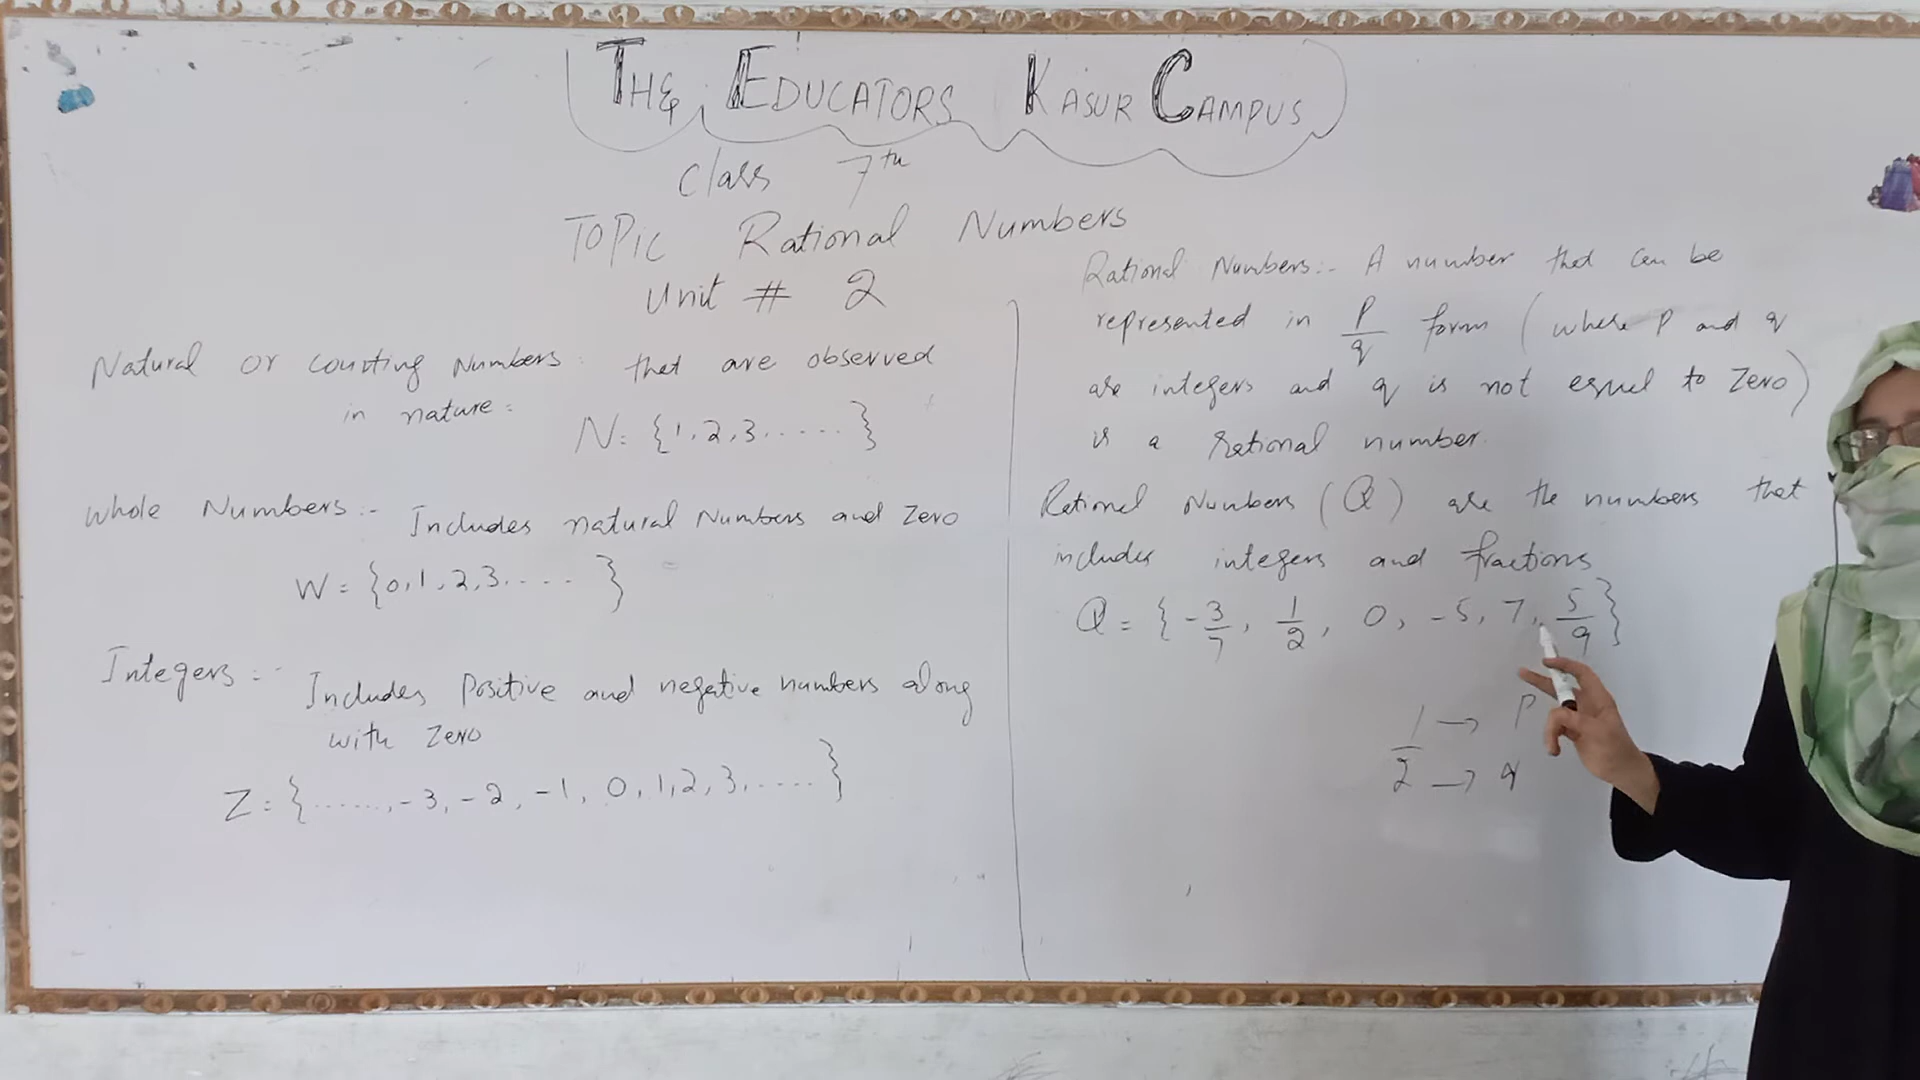 THE EDUCATORS KASUR CAMPUS
Class 7th
TOPIC Rational Numbers
Unit # 2
Natural or counting Numbers : that are observed
in nature :
N = {1, 2, 3, ......}
Whole Numbers :- Includes natural Numbers and Zero
W = {0, 1, 2, 3, .... }
Integers :- Includes Positive and negative numbers along
with Zero
Z = {......, -3, -2, -1, 0, 1, 2, 3, ......}
Rational Numbers :- A number that can be
represented in P/q form (where P and q
are integers and q is not equal to Zero)
is a rational number.
Rational Numbers (Q) are the numbers that
includes integers and fractions
Q = {-3/7, 1/2, 0, -5, 7, 5/9}
1 → P
2 → q